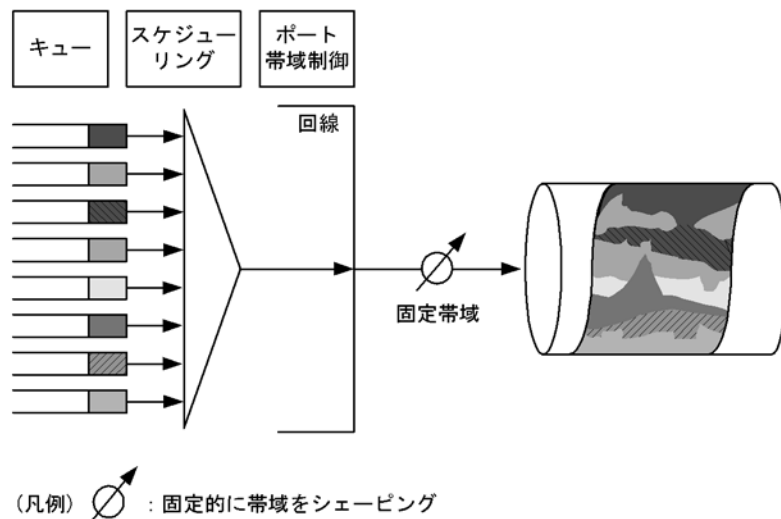 キュー
スケジュー
リング
ポート
帯域制御
回線
固定帯域
(凡例) : 固定的に帯域をシェーピング